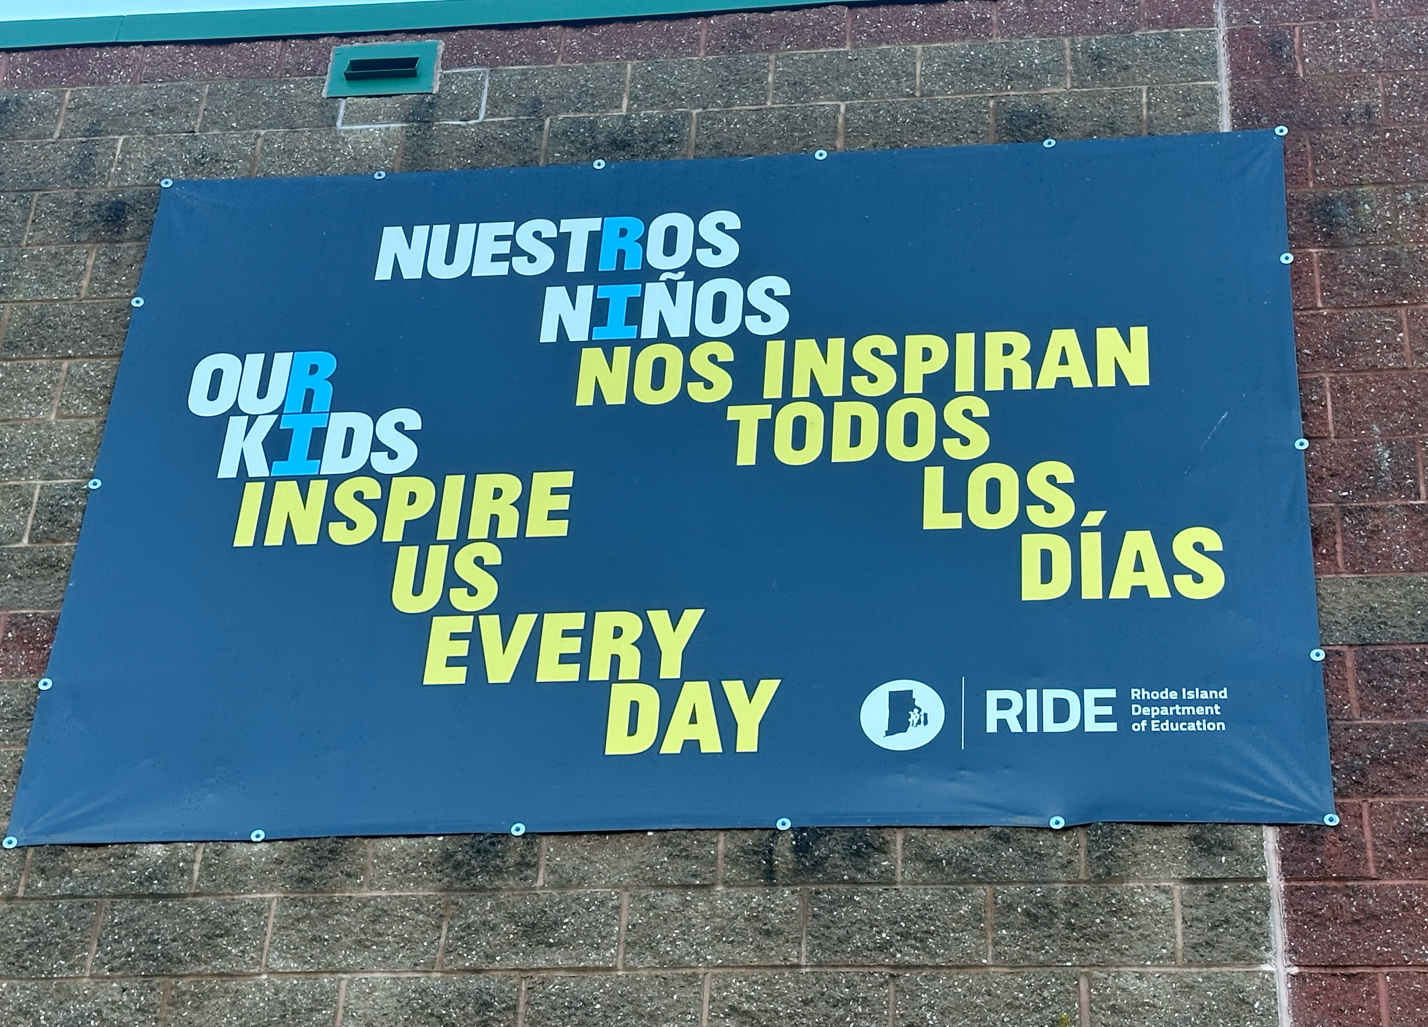 NUESTROS
NIÑOS
NOS INSPIRAN
TODOS
LOS
DÍAS
OUR
KIDS
INSPIRE
US
EVERY
DAY
RIDE
Rhode Island
Department
of Education